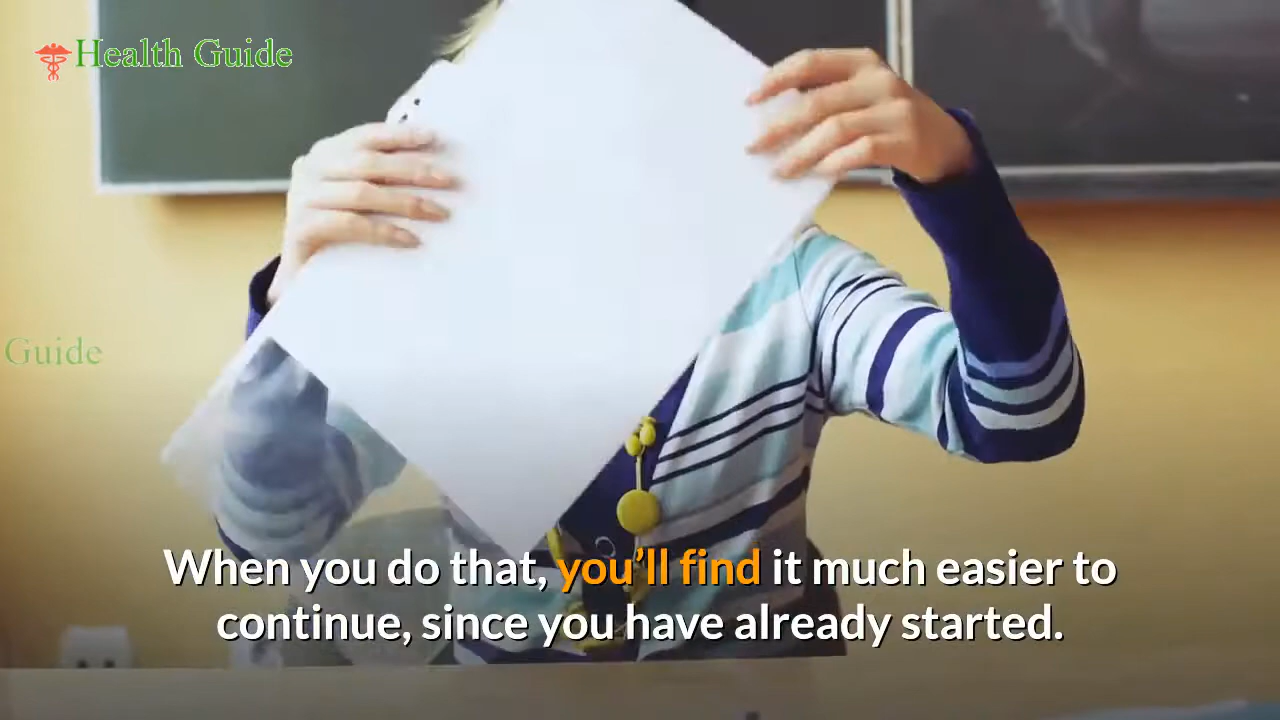 Health Guide
Guide
When you do that, you'll find it much easier to
continue, since you have already started.